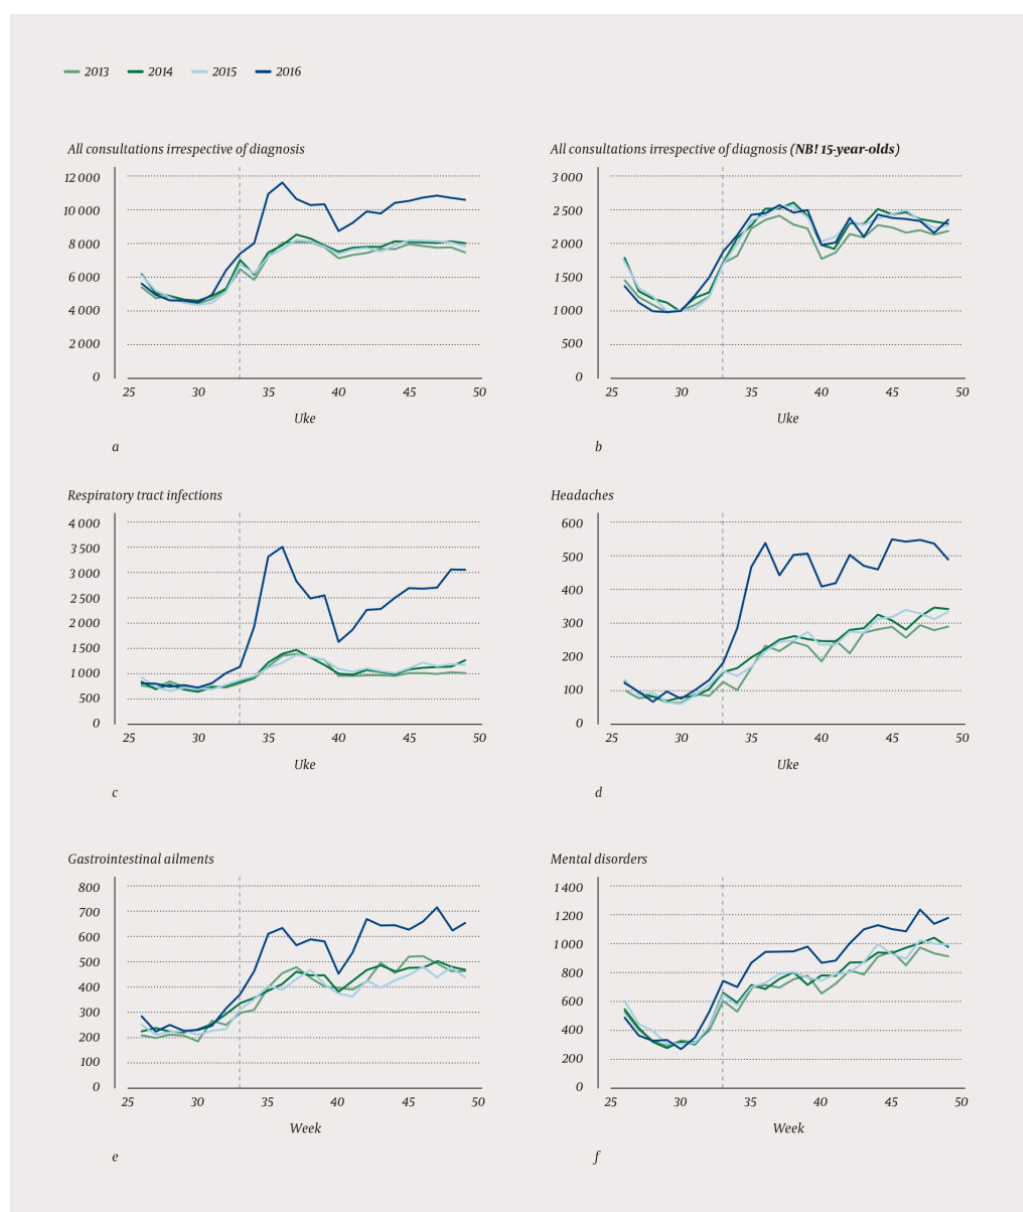 2013 2014 2015 2016
All consultations irrespective of diagnosis
12 000
10 000
8 000
6 000
4 000
2 000
0
25 30 35 40 45 50
Uke
a
All consultations irrespective of diagnosis (NB! 15-year-olds)
3 000
2 500
2 000
1 500
1 000
500
0
25 30 35 40 45 50
Uke
b
Respiratory tract infections
4 000
3 500
3 000
2 500
2 000
1 500
1 000
500
0
25 30 35 40 45 50
Uke
c
Headaches
600
500
400
300
200
100
0
25 30 35 40 45 50
Uke
d
Gastrointestinal ailments
800
700
600
500
400
300
200
100
0
25 30 35 40 45 50
Week
e
Mental disorders
1 400
1 200
1 000
800
600
400
200
0
25 30 35 40 45 50
Week
f